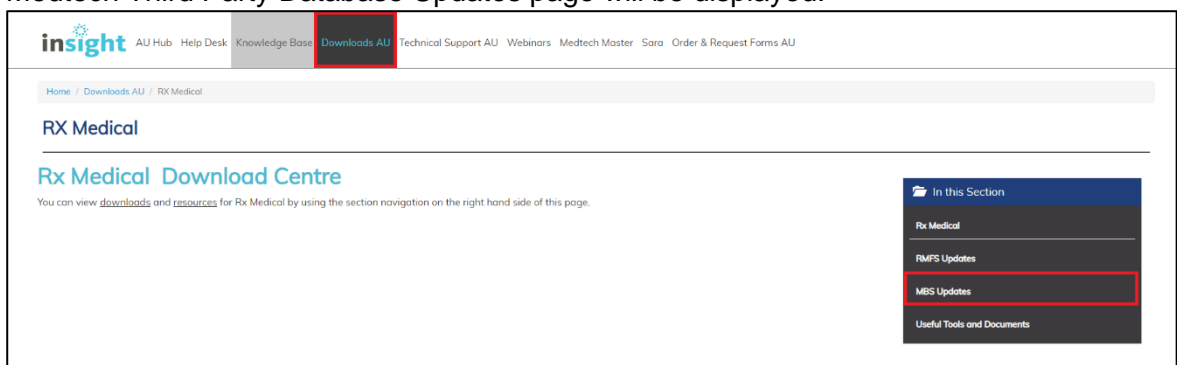 Medtech Third Party Database Updates page will be displayed.
insight AU Hub Help Desk Knowledge Base Downloads AU Technical Support AU Webinars Medtech Master Sara Order & Request Forms AU
Home / Downloads AU / RX Medical
RX Medical
Rx Medical Download Centre
You can view downloads and resources for Rx Medical by using the section navigation on the right hand side of this page.
In this Section
Rx Medical
RMFS Updates
MBS Updates
Useful Tools and Documents